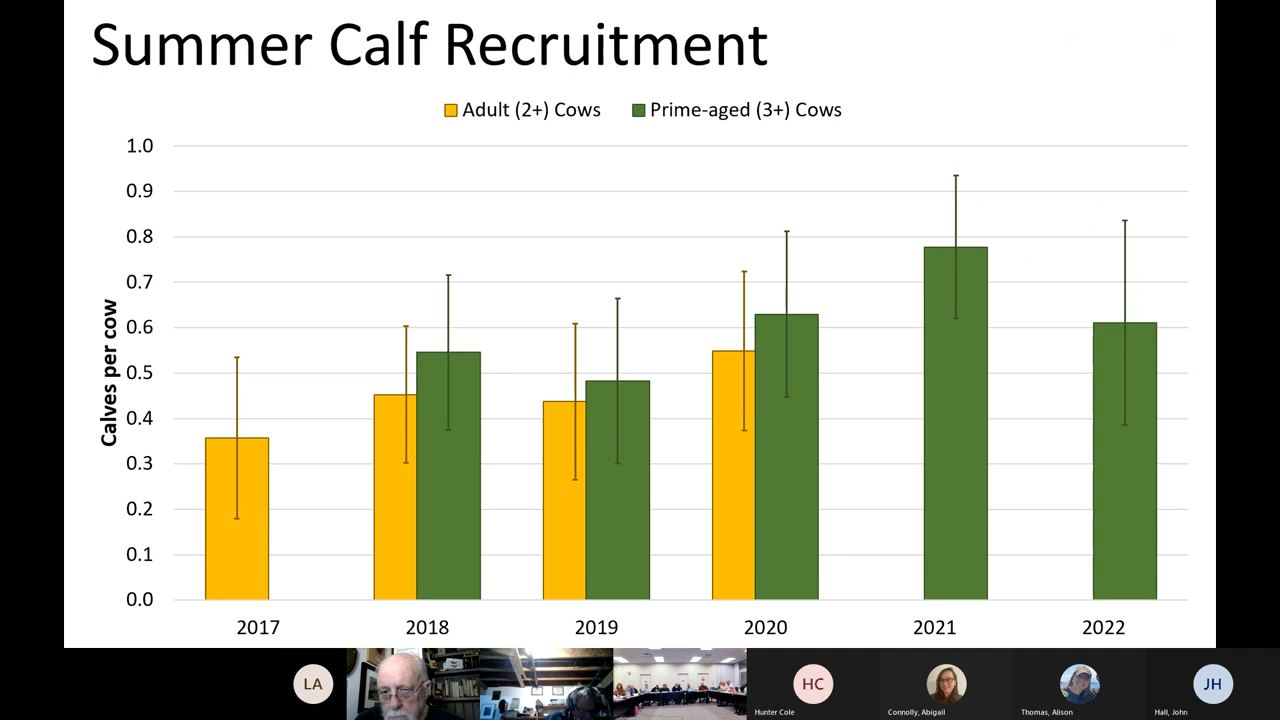 Summer Calf Recruitment
Adult (2+) Cows
Prime-aged (3+) Cows
Calves per cow
1.0
0.9
0.8
0.7
0.6
0.5
0.4
0.3
0.2
0.1
0.0
2017
2018
2019
2020
2021
2022
LA
HC
JH
Hunter Cole
Connolly, Abigail
Thomas, Alison
Hall, John